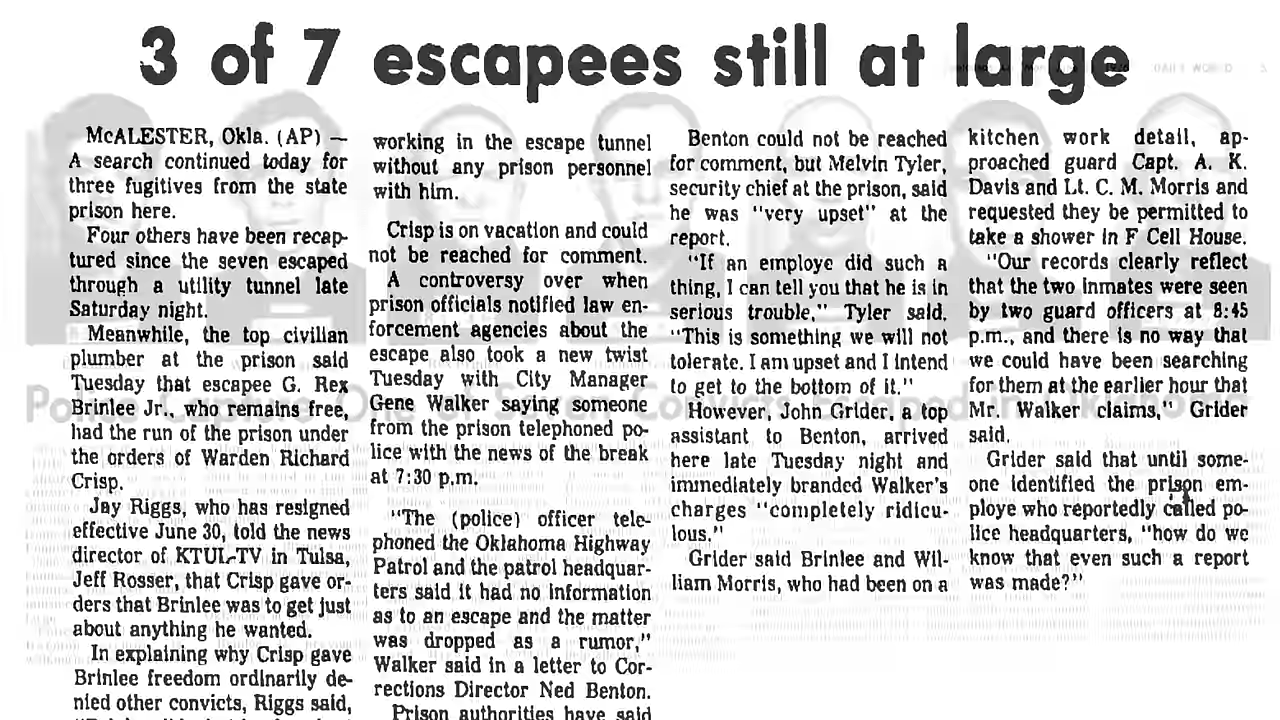 3 of 7 escapees still at large
McALESTER, Okla. (AP) —
A search continued today for
three fugitives from the state
prison here.
Four others have been recap-
tured since the seven escaped
through a utility tunnel late
Saturday night.
Meanwhile, the top civilian
plumber at the prison said
Tuesday that escapee G. Rex
Brinlee Jr., who remains free,
had the run of the prison under
the orders of Warden Richard
Crisp.
Jay Riggs, who has resigned
effective June 30, told the news
director of KTUL-TV in Tulsa,
Jeff Rosser, that Crisp gave or-
ders that Brinlee was to get just
about anything he wanted.
In explaining why Crisp gave
Brinlee freedom ordinarily de-
nied other convicts, Riggs said,
working in the escape tunnel
without any prison personnel
with him.
Crisp is on vacation and could
not be reached for comment.
A controversy over when
prison officials notified law en-
forcement agencies about the
escape also took a new twist
Tuesday with City Manager
Gene Walker saying someone
from the prison telephoned po-
lice with the news of the break
at 7:30 p.m.
"The (police) officer tele-
phoned the Oklahoma Highway
Patrol and the patrol headquar-
ters said it had no information
as to an escape and the matter
was dropped as a rumor,"
Walker said in a letter to Cor-
rections Director Ned Benton.
Prison authorities have said
Benton could not be reached
for comment, but Melvin Tyler,
security chief at the prison, said
he was "very upset" at the
report.
"If an employe did such a
thing, I can tell you that he is in
serious trouble," Tyler said.
"This is something we will not
tolerate. I am upset and I intend
to get to the bottom of it."
However, John Grider, a top
assistant to Benton, arrived
here late Tuesday night and
immediately branded Walker's
charges "completely ridicu-
lous."
Grider said Brinlee and Wil-
liam Morris, who had been on a
kitchen work detail, ap-
proached guard Capt. A. K.
Davis and Lt. C. M. Morris and
requested they be permitted to
take a shower in F Cell House.
"Our records clearly reflect
that the two inmates were seen
by two guard officers at 8:45
p.m., and there is no way that
we could have been searching
for them at the earlier hour that
Mr. Walker claims," Grider
said.
Grider said that until some-
one identified the prison em-
ploye who reportedly called po-
lice headquarters, "how do we
know that even such a report
was made?"
Police Capture One of Seven Convicts Escaped in Oklahoma
DAILY WORLD